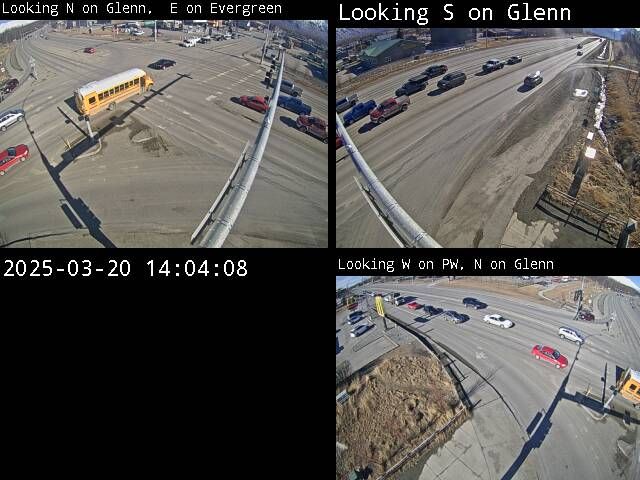 Looking N on Glenn,  E on Evergreen
Looking S on Glenn
2025-03-20 14:04:08
Looking W on PW, N on Glenn